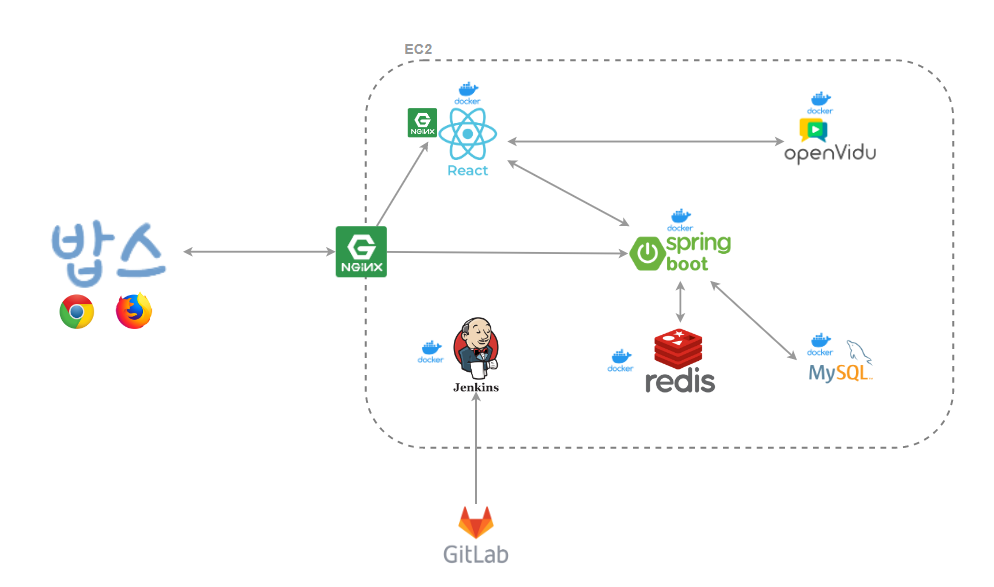 EC2
docker
NGINX
React
docker
openVidu
밥스
NGINX
docker
spring
boot
docker
Jenkins
docker
redis
docker
MySQL
GitLab